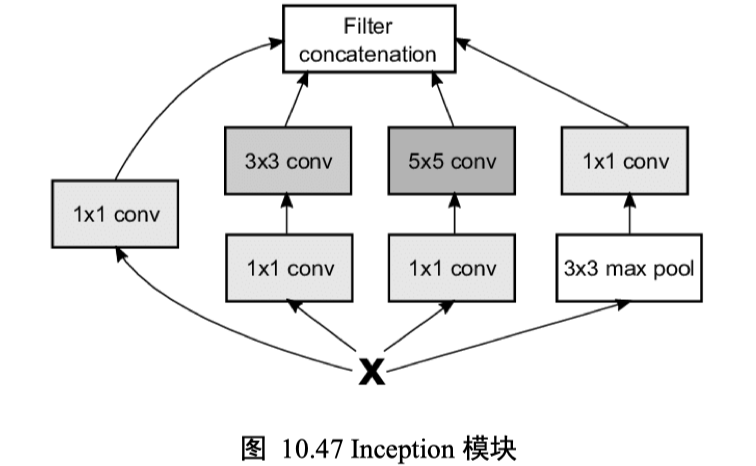 Filter
concatenation
3x3 conv
5x5 conv
1x1 conv
1x1 conv
1x1 conv
1x1 conv
3x3 max pool
X
图 10.47 Inception 模块